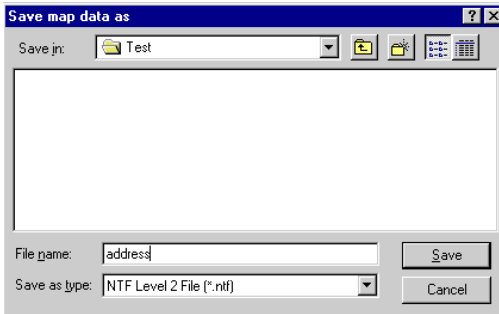 Save map data as
Save in: Test
File name: address
Save
Save as type: NTF Level 2 File (*.ntf)
Cancel